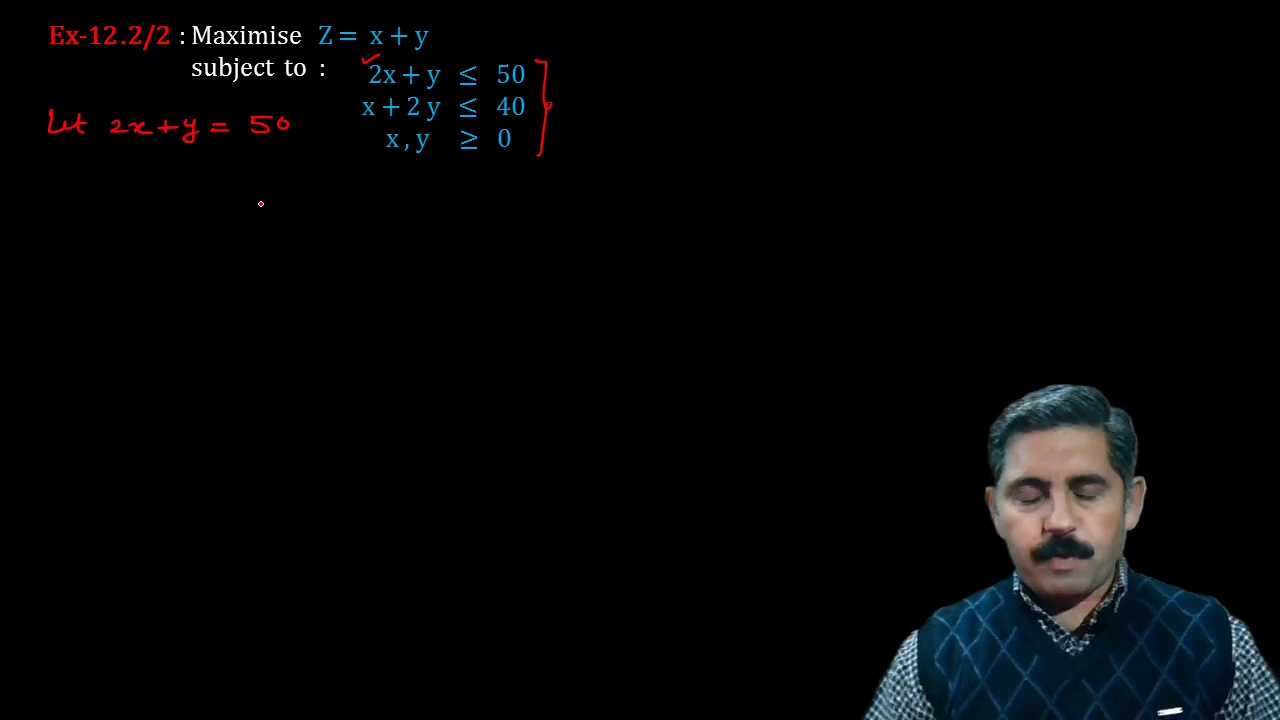 Ex-12.2/2 : Maximise Z = x + y
subject to : 2x + y ≤ 50
x + 2 y ≤ 40
x , y ≥ 0
Let 2x + y = 50